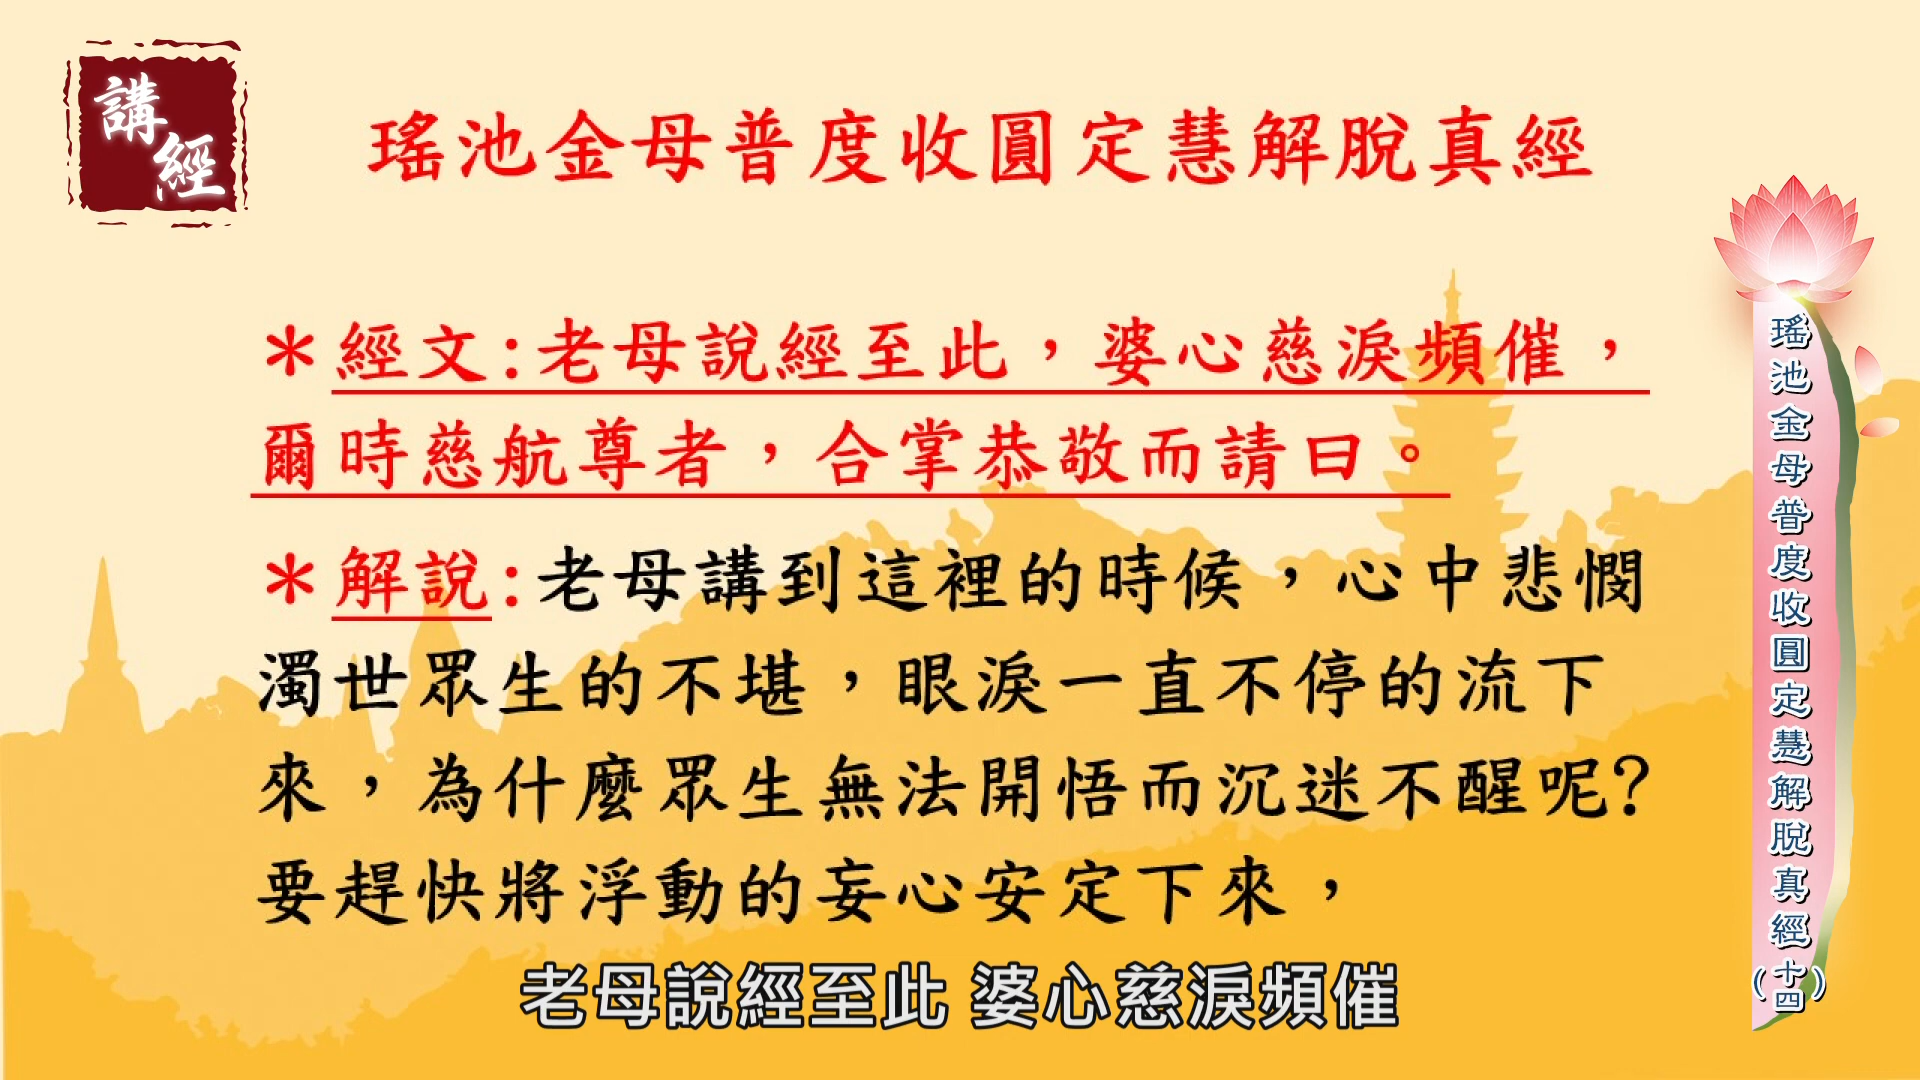 講經
瑤池金母普度收圓定慧解脫真經
＊經文:老母說經至此，婆心慈淚頻催，
爾時慈航尊者，合掌恭敬而請曰。
＊解說:老母講到這裡的時候，心中悲憫
濁世眾生的不堪，眼淚一直不停的流下
來，為什麼眾生無法開悟而沉迷不醒呢?
要趕快將浮動的妄心安定下來，
老母說經至此 婆心慈淚頻催
瑤池金母普度收圓定慧解脫真經(十四)